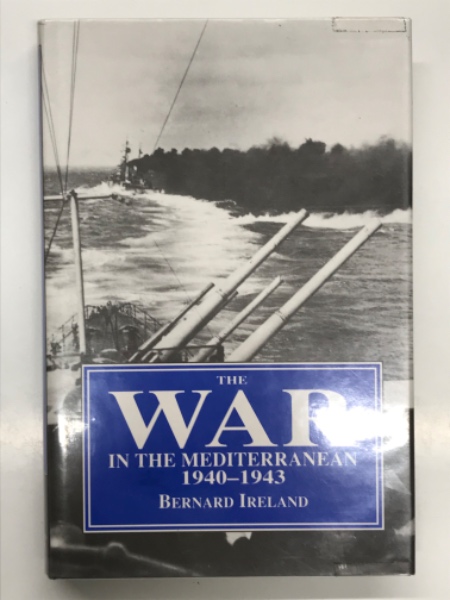 THE
WAR
IN THE MEDITERRANEAN
1940–1943
BERNARD IRELAND